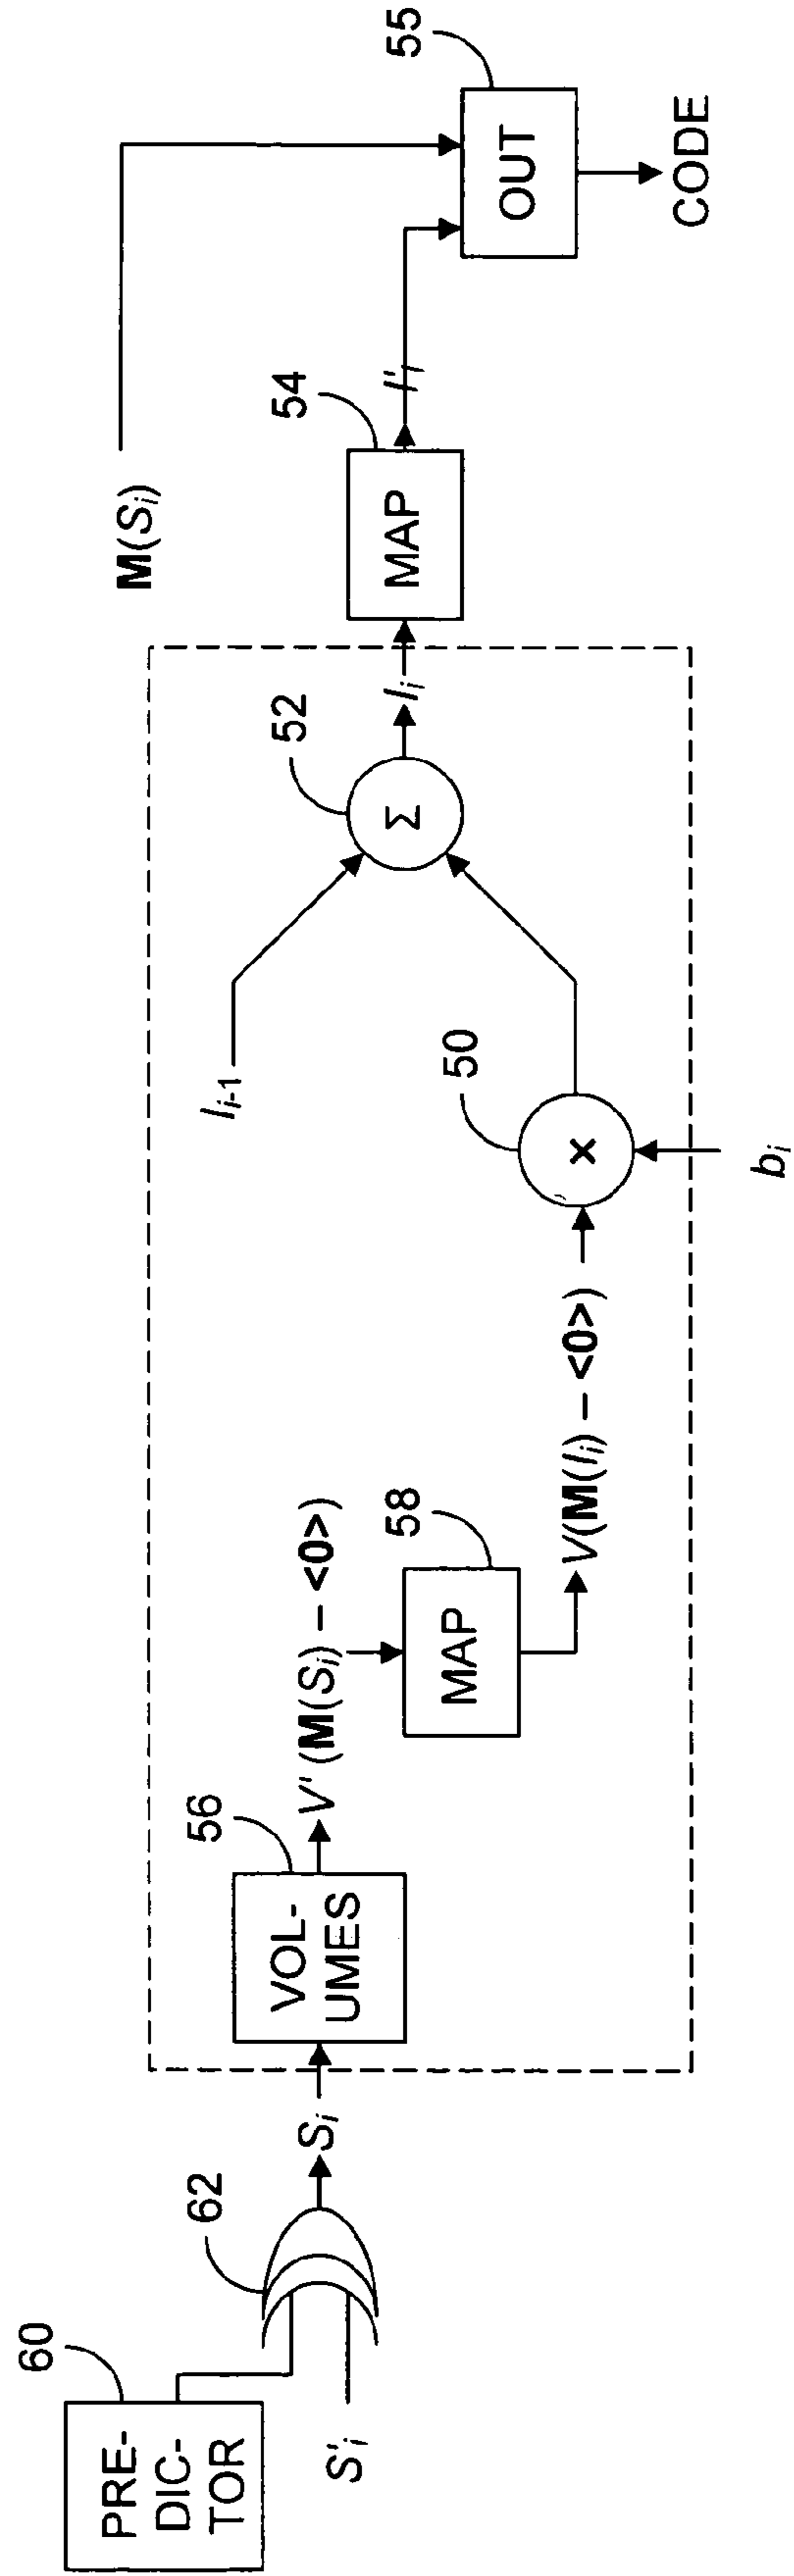 60
PRE-
DIC-
TOR
S'i
62
Si
56
VOL-
UMES
V' (M(Si) – <0>)
58
MAP
V(M(Ii) – <0>)
50
×
bi
Ii-1
52
Σ
Ii
54
MAP
I'i
M(Si)
55
OUT
CODE